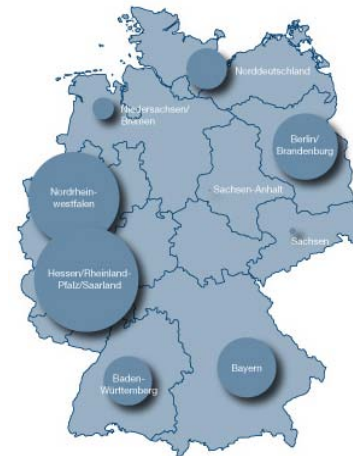 Norddeutschland
Niedersachsen/
Bremen
Berlin/
Brandenburg
Nordrhein-
westfalen
Sachsen-Anhalt
Sachsen
Hessen/Rheinland-
Pfalz/Saarland
Bayern
Baden-
Württemberg